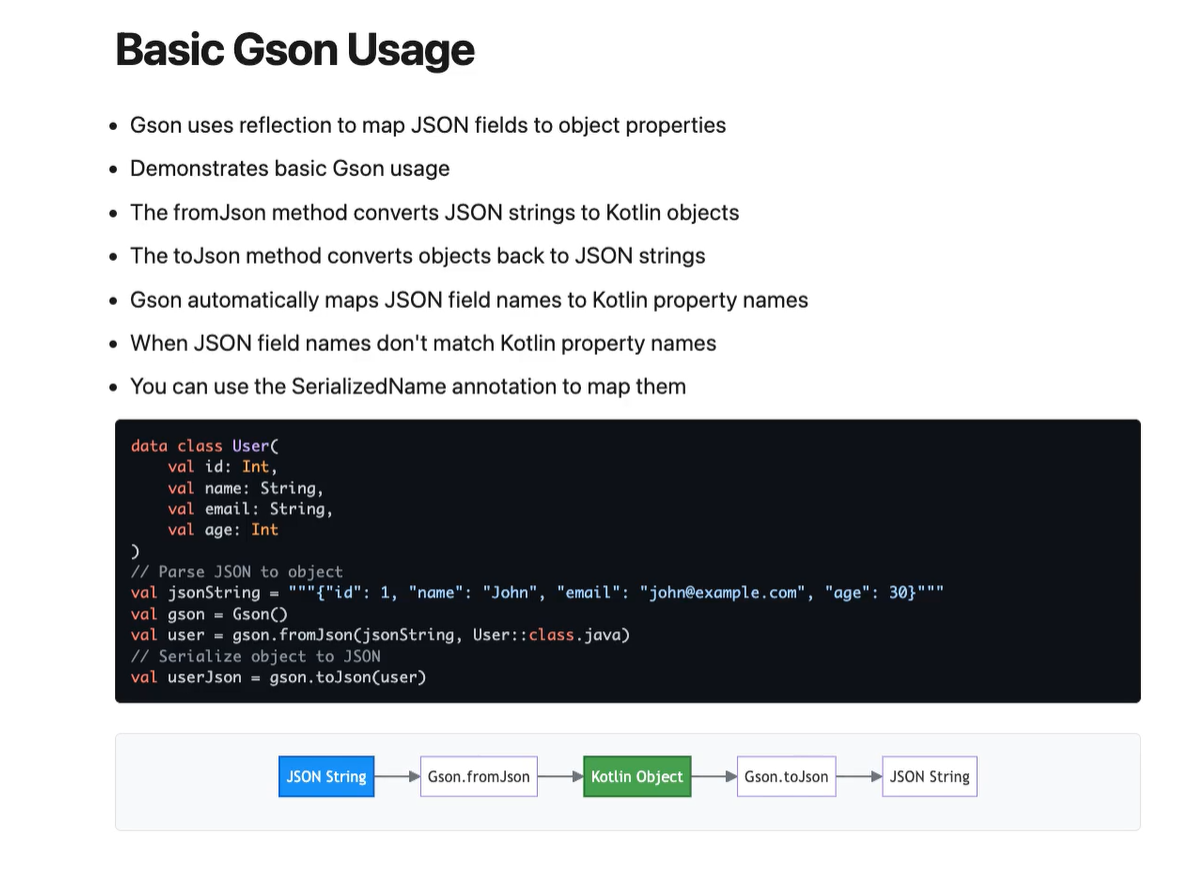 Basic Gson Usage
• Gson uses reflection to map JSON fields to object properties
• Demonstrates basic Gson usage
• The fromJson method converts JSON strings to Kotlin objects
• The toJson method converts objects back to JSON strings
• Gson automatically maps JSON field names to Kotlin property names
• When JSON field names don't match Kotlin property names
• You can use the SerializedName annotation to map them
data class User(
    val id: Int,
    val name: String,
    val email: String,
    val age: Int
)
// Parse JSON to object
val jsonString = """{"id": 1, "name": "John", "email": "john@example.com", "age": 30}"""
val gson = Gson()
val user = gson.fromJson(jsonString, User::class.java)
// Serialize object to JSON
val userJson = gson.toJson(user)
JSON String Gson.fromJson Kotlin Object Gson.toJson JSON String